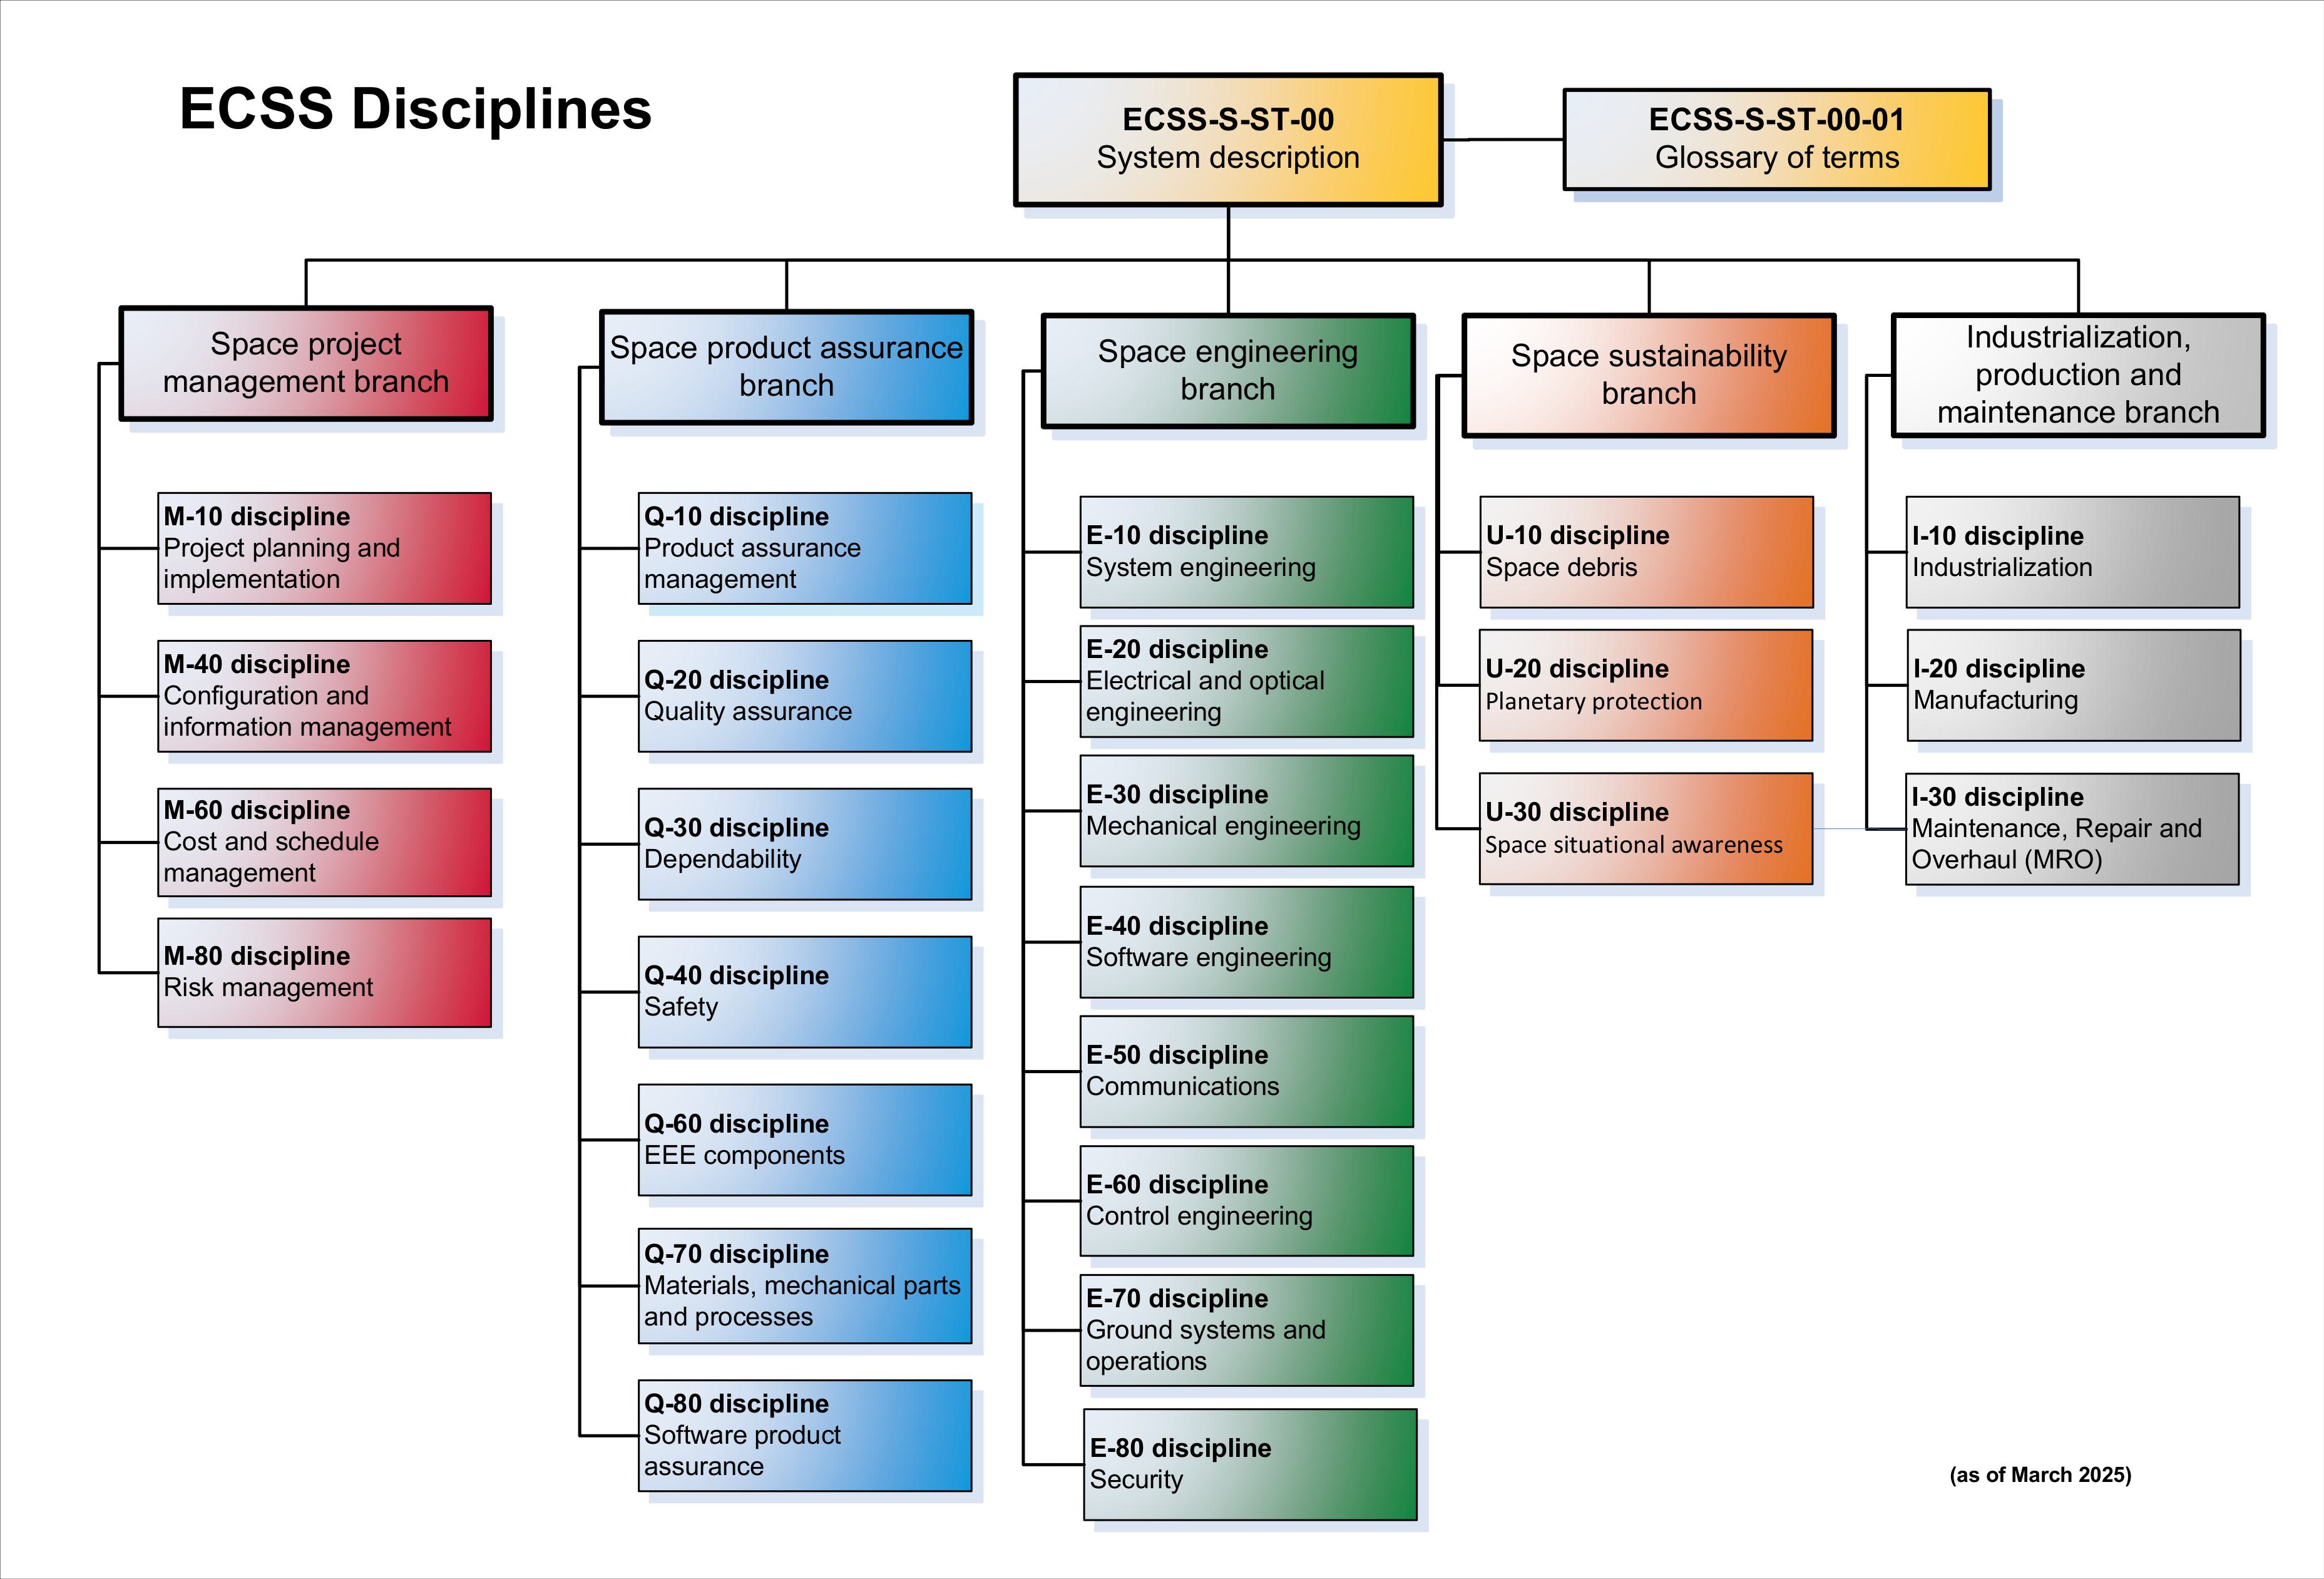 ECSS Disciplines
ECSS-S-ST-00
System description
ECSS-S-ST-00-01
Glossary of terms
Space project
management branch
M-10 discipline
Project planning and
implementation
M-40 discipline
Configuration and
information management
M-60 discipline
Cost and schedule
management
M-80 discipline
Risk management
Space product assurance
branch
Q-10 discipline
Product assurance
management
Q-20 discipline
Quality assurance
Q-30 discipline
Dependability
Q-40 discipline
Safety
Q-60 discipline
EEE components
Q-70 discipline
Materials, mechanical parts
and processes
Q-80 discipline
Software product
assurance
Space engineering
branch
E-10 discipline
System engineering
E-20 discipline
Electrical and optical
engineering
E-30 discipline
Mechanical engineering
E-40 discipline
Software engineering
E-50 discipline
Communications
E-60 discipline
Control engineering
E-70 discipline
Ground systems and
operations
E-80 discipline
Security
Space sustainability
branch
U-10 discipline
Space debris
U-20 discipline
Planetary protection
U-30 discipline
Space situational awareness
Industrialization,
production and
maintenance branch
I-10 discipline
Industrialization
I-20 discipline
Manufacturing
I-30 discipline
Maintenance, Repair and
Overhaul (MRO)
(as of March 2025)